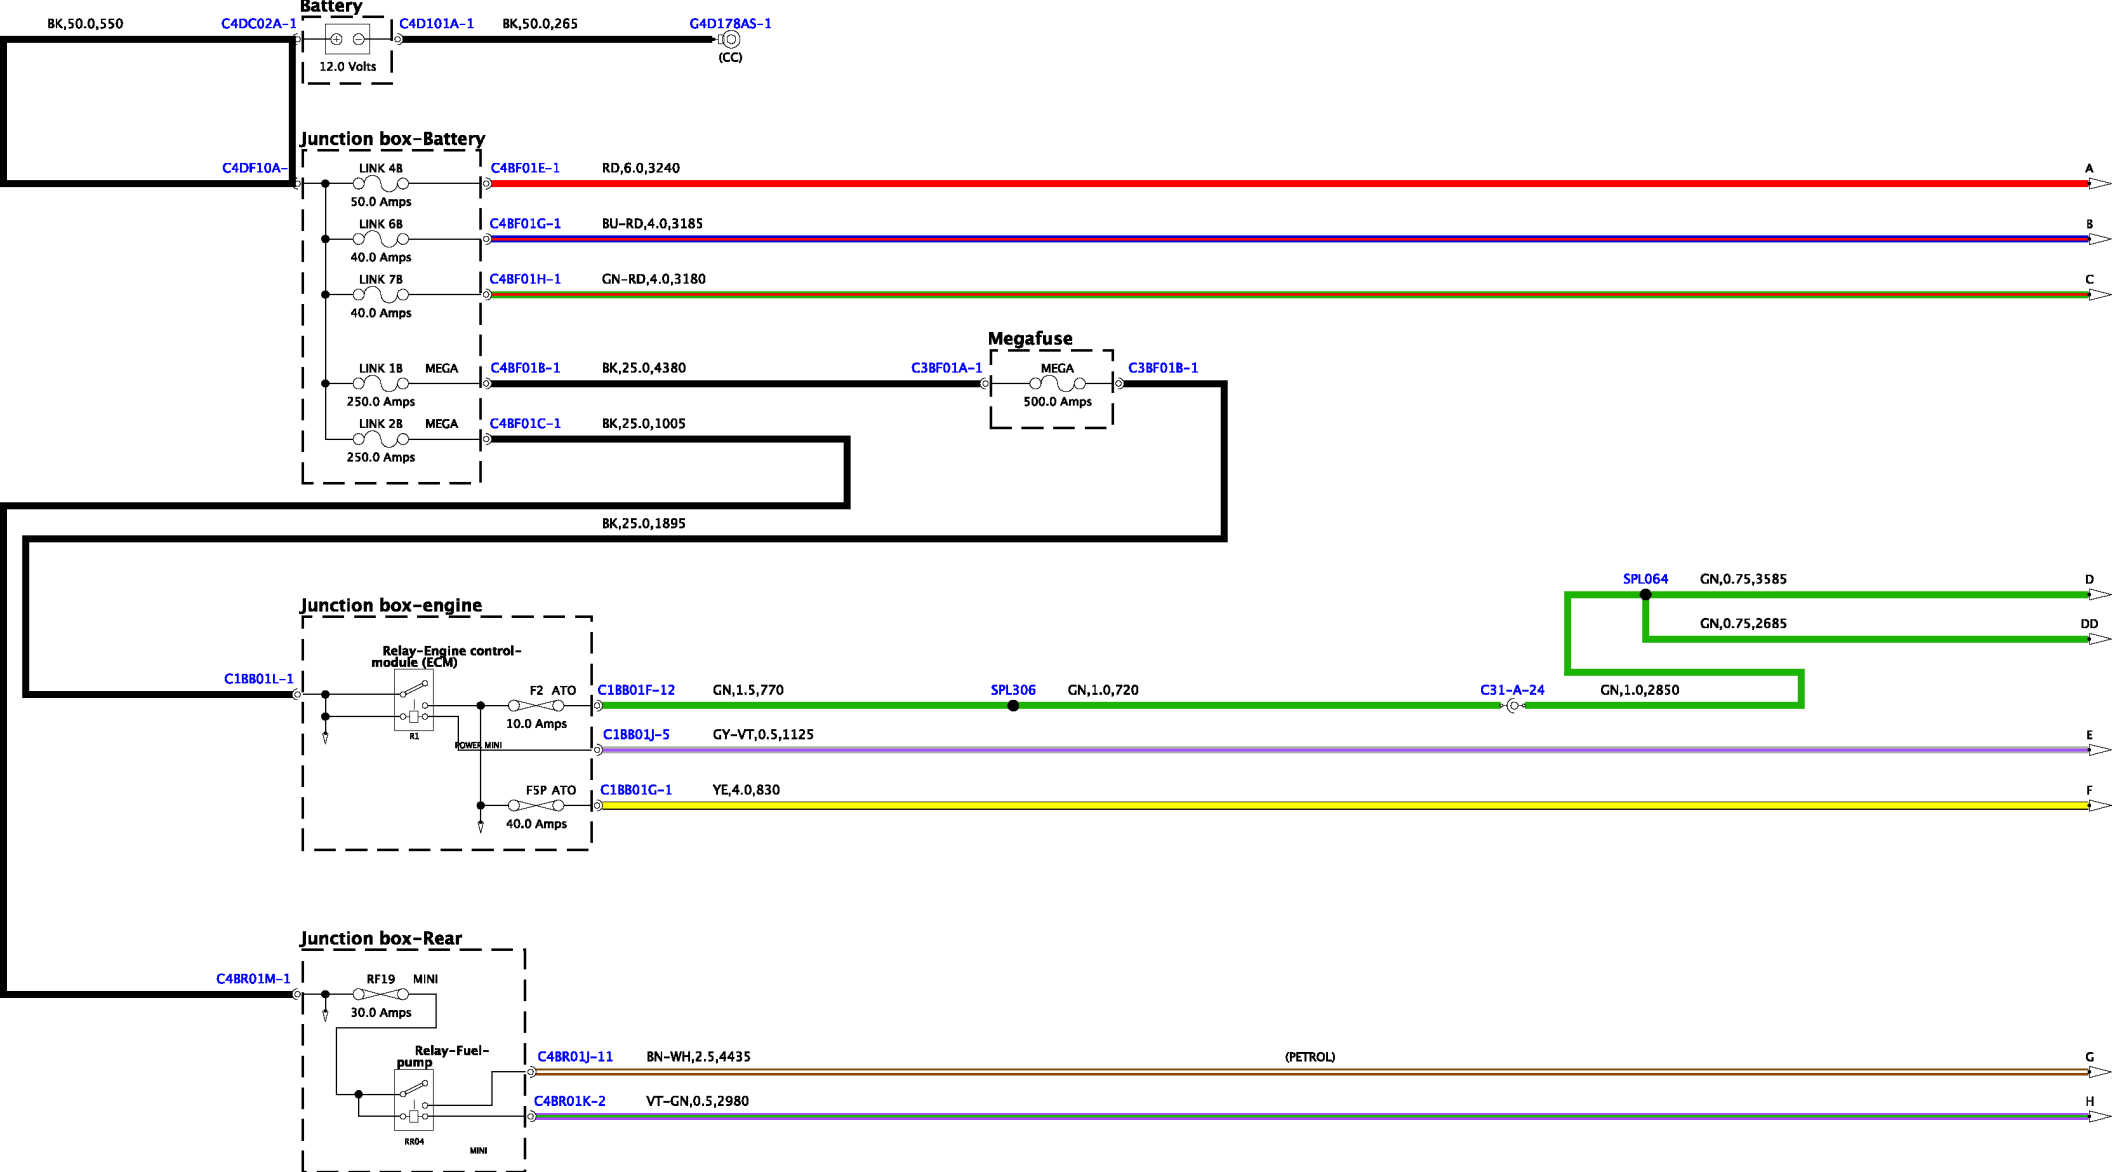 Battery
BK,50.0,550 C4DC02A-1 C4D101A-1 BK,50.0,265 G4D178AS-1
(CC)
12.0 Volts
Junction box-Battery
C4DF10A- LINK 4B C4BF01E-1 RD,6.0,3240 A
50.0 Amps
LINK 6B C4BF01G-1 BU-RD,4.0,3185 B
40.0 Amps
LINK 7B C4BF01H-1 GN-RD,4.0,3180 C
40.0 Amps
Megafuse
LINK 1B MEGA C4BF01B-1 BK,25.0,4380 C3BF01A-1 MEGA C3BF01B-1
250.0 Amps 500.0 Amps
LINK 2B MEGA C4BF01C-1 BK,25.0,1005
250.0 Amps
BK,25.0,1895
SPL064 GN,0.75,3585 D
Junction box-engine
GN,0.75,2685 DD
Relay-Engine control-
module (ECM)
C1BB01L-1 F2 ATO C1BB01F-12 GN,1.5,770 SPL306 GN,1.0,720 C31-A-24 GN,1.0,2850
10.0 Amps
R1
POWER MINI C1BB01J-5 GY-VT,0.5,1125 E
F5P ATO C1BB01G-1 YE,4.0,830 F
40.0 Amps
Junction box-Rear
C4BR01M-1 RF19 MINI
30.0 Amps
Relay-Fuel-
pump
C4BR01J-11 BN-WH,2.5,4435 (PETROL) G
C4BR01K-2 VT-GN,0.5,2980 H
RR04
MINI